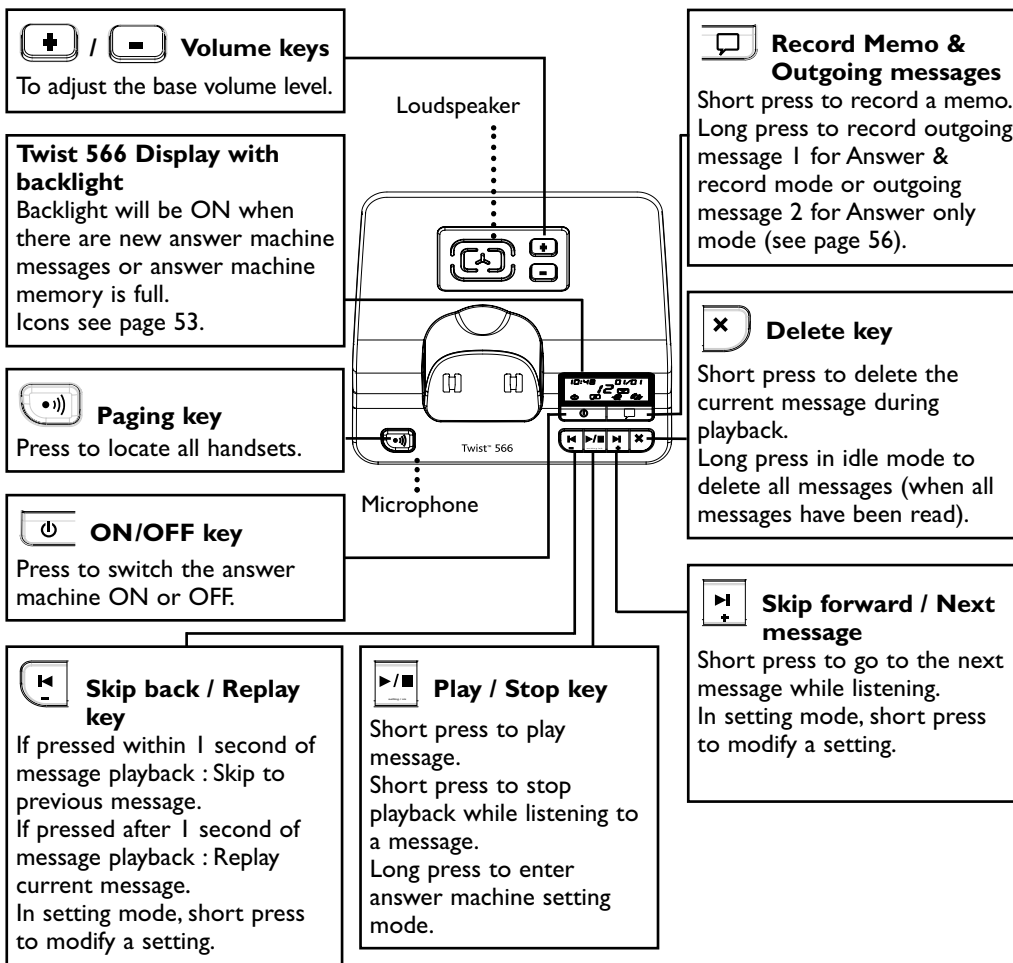 + / - Volume keys
To adjust the base volume level.
Twist 566 Display with
backlight
Backlight will be ON when
there are new answer machine
messages or answer machine
memory is full.
Icons see page 53.
Paging key
Press to locate all handsets.
ON/OFF key
Press to switch the answer
machine ON or OFF.
Skip back / Replay
key
If pressed within 1 second of
message playback : Skip to
previous message.
If pressed after 1 second of
message playback : Replay
current message.
In setting mode, short press
to modify a setting.
Loudspeaker
+
-
10:48 01/01
12
Twist™ 566
Microphone
Play / Stop key
Short press to play
message.
Short press to stop
playback while listening to
a message.
Long press to enter
answer machine setting
mode.
Record Memo &
Outgoing messages
Short press to record a memo.
Long press to record outgoing
message 1 for Answer &
record mode or outgoing
message 2 for Answer only
mode (see page 56).
Delete key
Short press to delete the
current message during
playback.
Long press in idle mode to
delete all messages (when all
messages have been read).
Skip forward / Next
message
Short press to go to the next
message while listening.
In setting mode, short press
to modify a setting.